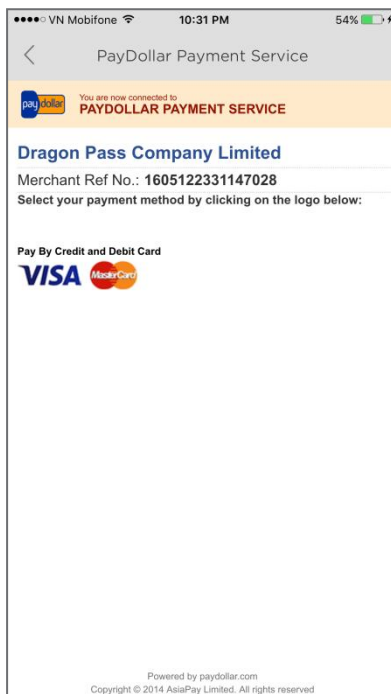 VN Mobifone 10:31 PM 54%
PayDollar Payment Service
pay dollar
You are now connected to
PAYDOLLAR PAYMENT SERVICE
Dragon Pass Company Limited
Merchant Ref No.: 1605122331147028
Select your payment method by clicking on the logo below:
Pay By Credit and Debit Card
VISA MasterCard
Powered by paydollar.com
Copyright © 2014 AsiaPay Limited. All rights reserved